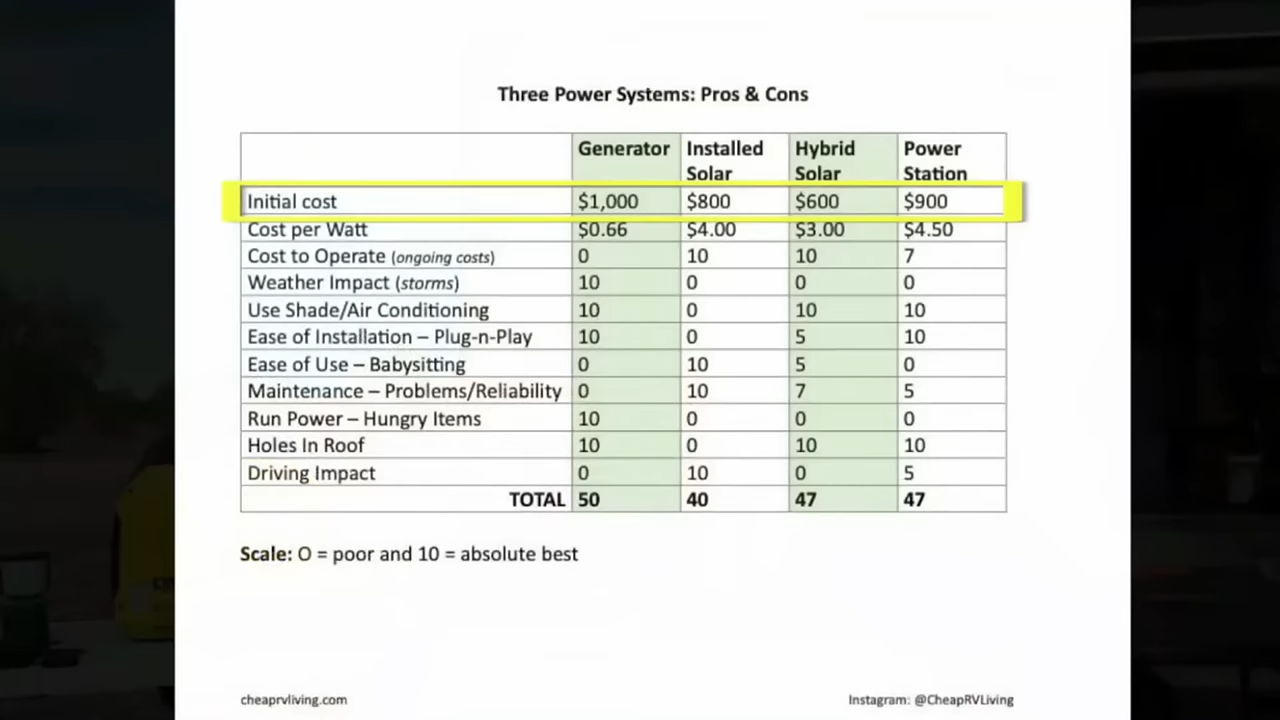 Three Power Systems: Pros & Cons
Generator Installed Solar Hybrid Solar Power Station
Initial cost $1,000 $800 $600 $900
Cost per Watt $0.66 $4.00 $3.00 $4.50
Cost to Operate (ongoing costs) 0 10 10 7
Weather Impact (storms) 10 0 0 0
Use Shade/Air Conditioning 10 0 10 10
Ease of Installation – Plug-n-Play 10 0 5 10
Ease of Use – Babysitting 0 10 5 0
Maintenance – Problems/Reliability 0 10 7 5
Run Power – Hungry Items 10 0 0 0
Holes In Roof 10 0 10 10
Driving Impact 0 10 0 5
TOTAL 50 40 47 47
Scale: O = poor and 10 = absolute best
cheaprvliving.com Instagram: @CheapRVLiving